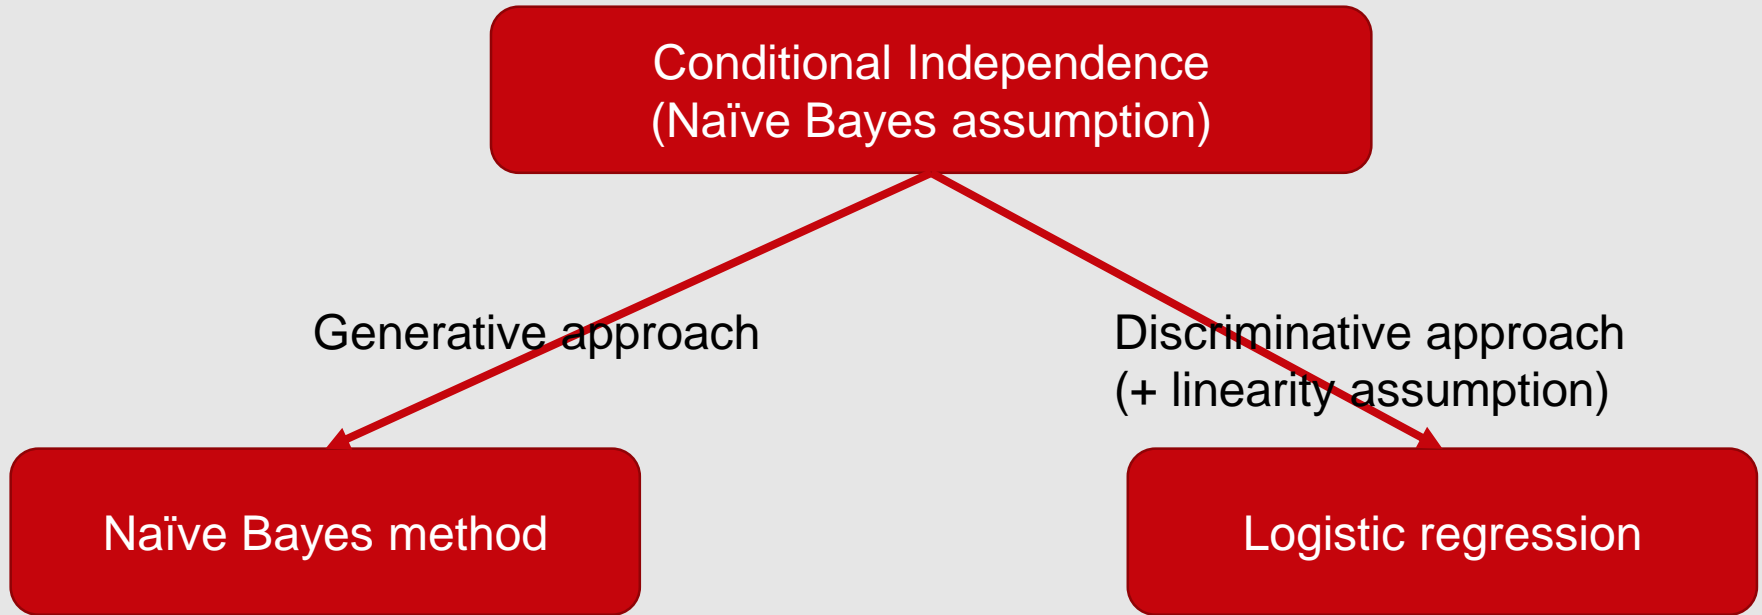 Conditional Independence
(Naïve Bayes assumption)
Generative approach
Discriminative approach
(+ linearity assumption)
Naïve Bayes method
Logistic regression